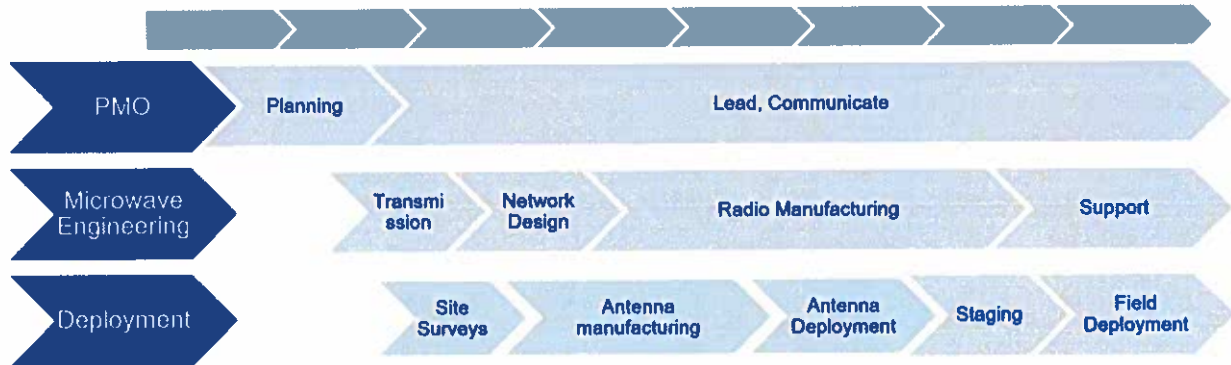 PMO
Planning
Lead, Communicate
Microwave
Engineering
Transmi
ssion
Network
Design
Radio Manufacturing
Support
Deployment
Site
Surveys
Antenna
manufacturing
Antenna
Deployment
Staging
Field
Deployment